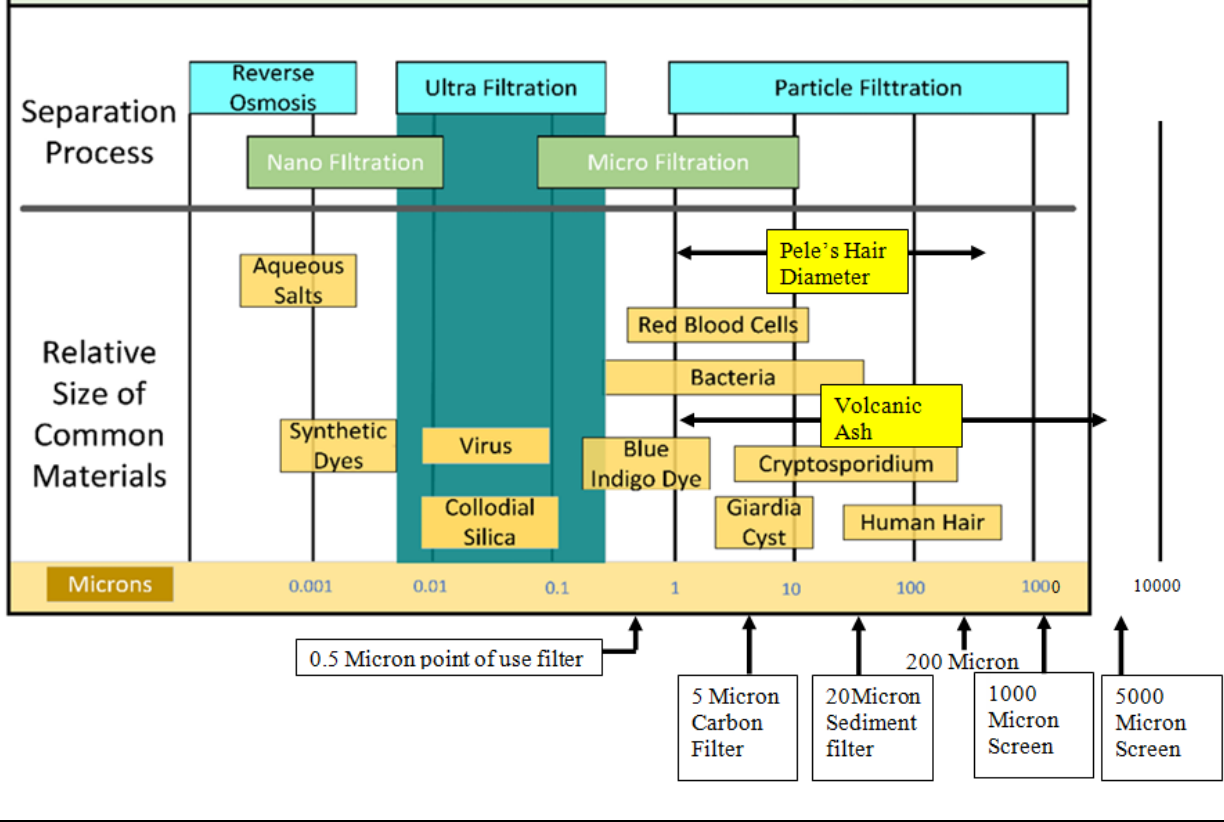 Separation
Process
Reverse
Osmosis
Ultra Filtration
Particle Filttration
Nano FIltration
Micro Filtration
Relative
Size of
Common
Materials
Aqueous
Salts
Pele's Hair
Diameter
Red Blood Cells
Bacteria
Volcanic
Ash
Synthetic
Dyes
Virus
Blue
Indigo Dye
Cryptosporidium
Collodial
Silica
Giardia
Cyst
Human Hair
Microns
0.001
0.01
0.1
1
10
100
1000
10000
0.5 Micron point of use filter
200 Micron
5 Micron
Carbon
Filter
20Micron
Sediment
filter
1000
Micron
Screen
5000
Micron
Screen